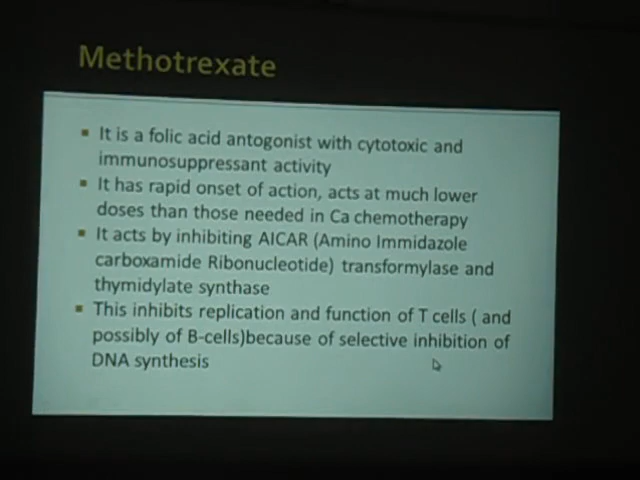 Methotrexate
It is a folic acid antogonist with cytotoxic and
immunosuppressant activity
It has rapid onset of action, acts at much lower
doses than those needed in Ca chemotherapy
It acts by inhibiting AICAR (Amino Immidazole
carboxamide Ribonucleotide) transformylase and
thymidylate synthase
This inhibits replication and function of T cells ( and
possibly of B-cells)because of selective inhibition of
DNA synthesis